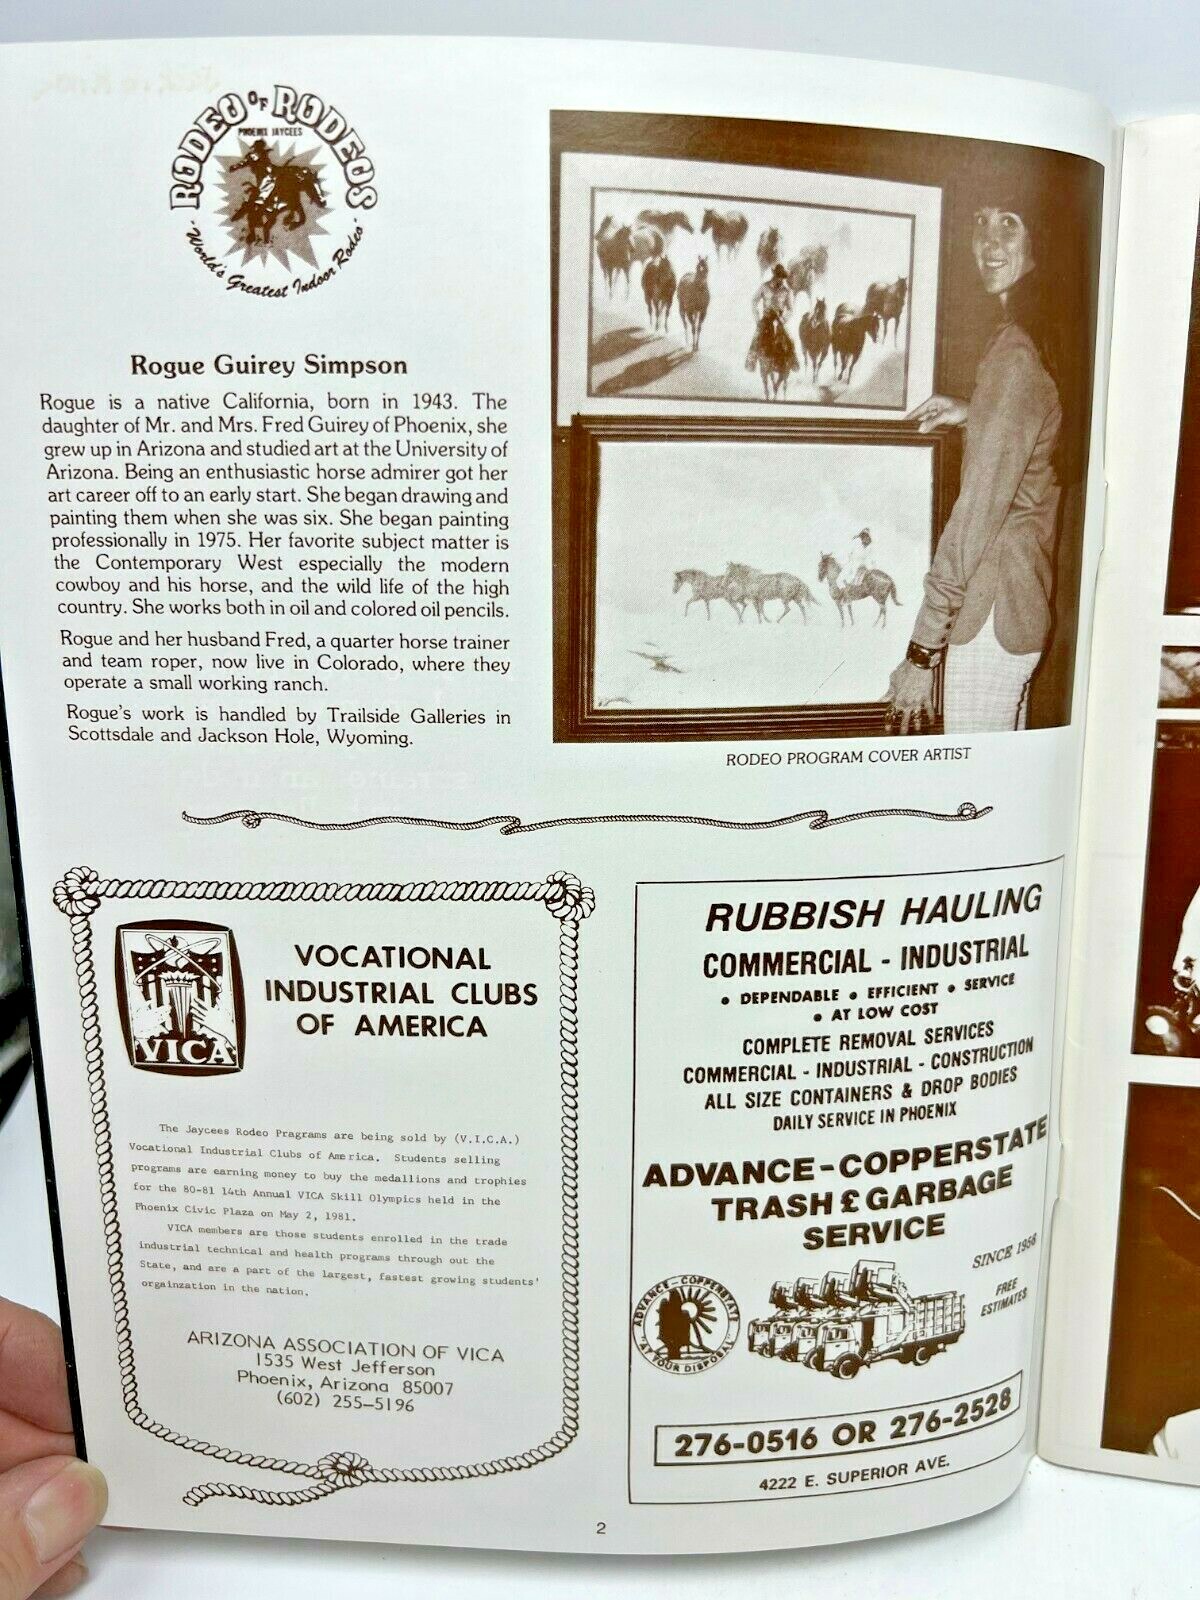 RODEO OF RODEOS
PHOENIX JAYCEES
World's Greatest Indoor Rodeo
Rogue Guirey Simpson
Rogue is a native California, born in 1943. The
daughter of Mr. and Mrs. Fred Guirey of Phoenix, she
grew up in Arizona and studied art at the University of
Arizona. Being an enthusiastic horse admirer got her
art career off to an early start. She began drawing and
painting them when she was six. She began painting
professionally in 1975. Her favorite subject matter is
the Contemporary West especially the modern
cowboy and his horse, and the wild life of the high
country. She works both in oil and colored oil pencils.
Rogue and her husband Fred, a quarter horse trainer
and team roper, now live in Colorado, where they
operate a small working ranch.
Rogue's work is handled by Trailside Galleries in
Scottsdale and Jackson Hole, Wyoming.
RODEO PROGRAM COVER ARTIST
VICA
VOCATIONAL
INDUSTRIAL CLUBS
OF AMERICA
The Jaycees Rodeo Pragrams are being sold by (V.I.C.A.)
Vocational Industrial Clubs of America. Students selling
programs are earning money to buy the medallions and trophies
for the 80-81 14th Annual VICA Skill Olympics held in the
Phoenix Civic Plaza on May 2, 1981.
VICA members are those students enrolled in the trade
industrial technical and health programs through out the
State, and are a part of the largest, fastest growing students'
orgainzation in the nation.
ARIZONA ASSOCIATION OF VICA
1535 West Jefferson
Phoenix, Arizona 85007
(602) 255-5196
RUBBISH HAULING
COMMERCIAL - INDUSTRIAL
• DEPENDABLE • EFFICIENT • SERVICE
• AT LOW COST
COMPLETE REMOVAL SERVICES
COMMERCIAL - INDUSTRIAL - CONSTRUCTION
ALL SIZE CONTAINERS & DROP BODIES
DAILY SERVICE IN PHOENIX
ADVANCE-COPPERSTATE
TRASH £ GARBAGE
SERVICE
SINCE 1956
FREE
ESTIMATES
ADVANCE-COPPERSTATE
"AT YOUR DISPOSAL"
276-0516 OR 276-2528
4222 E. SUPERIOR AVE.
2